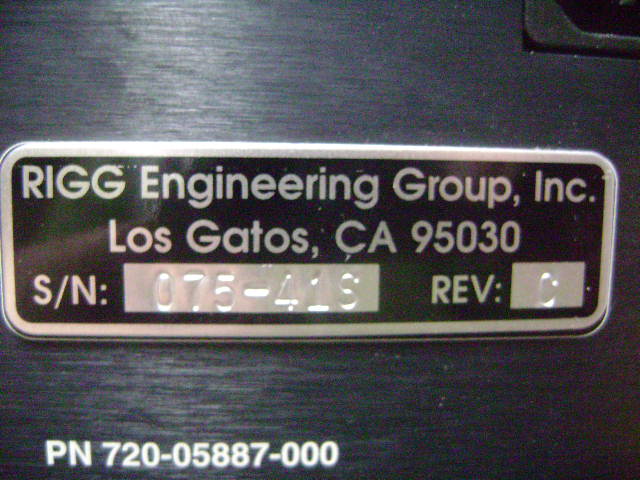 RIGG Engineering Group, Inc.
Los Gatos, CA 95030
S/N: 075-41S REV: C
PN 720-05887-000